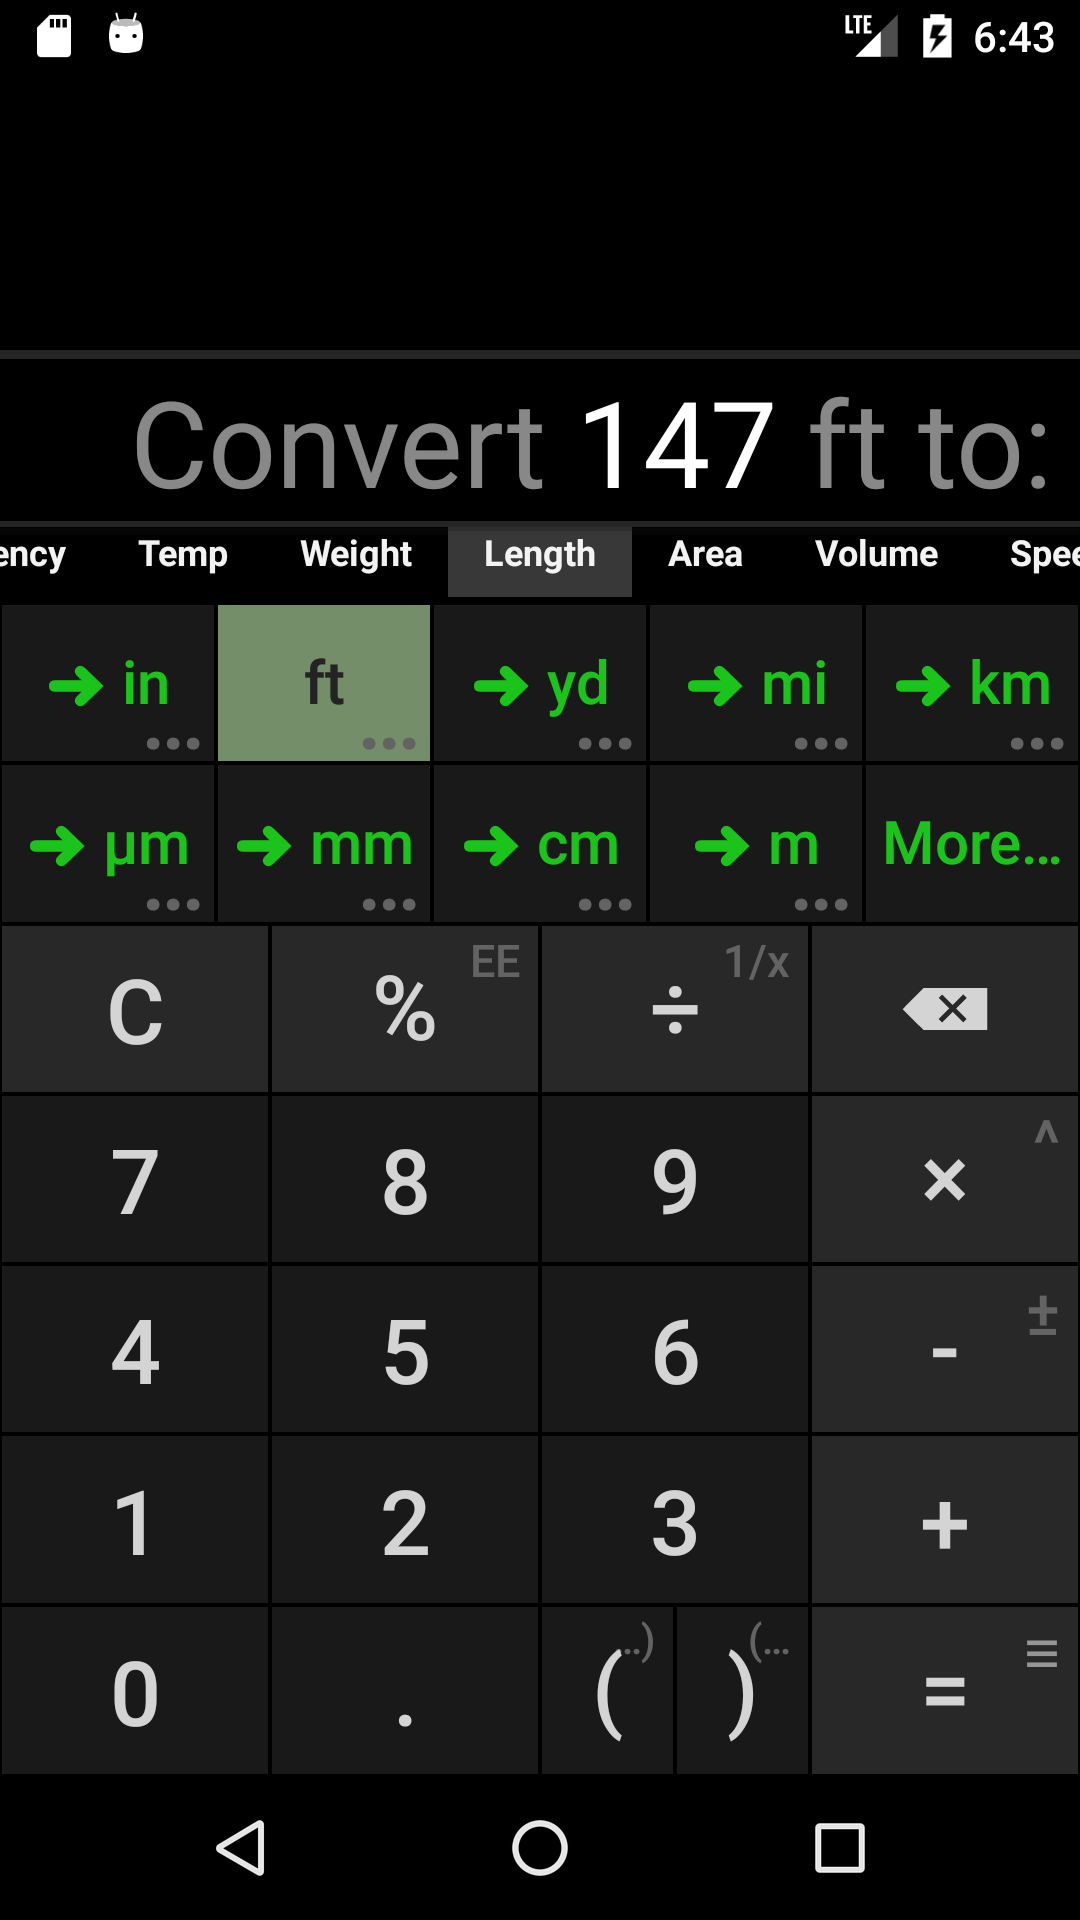 LTE 6:43
Convert 147 ft to:
ency Temp Weight Length Area Volume Spee
in ft yd mi km
µm mm cm m More...
C % EE ÷ 1/x
7 8 9 × ^
4 5 6 - ±
1 2 3 +
0 . ( ..) ) (... =